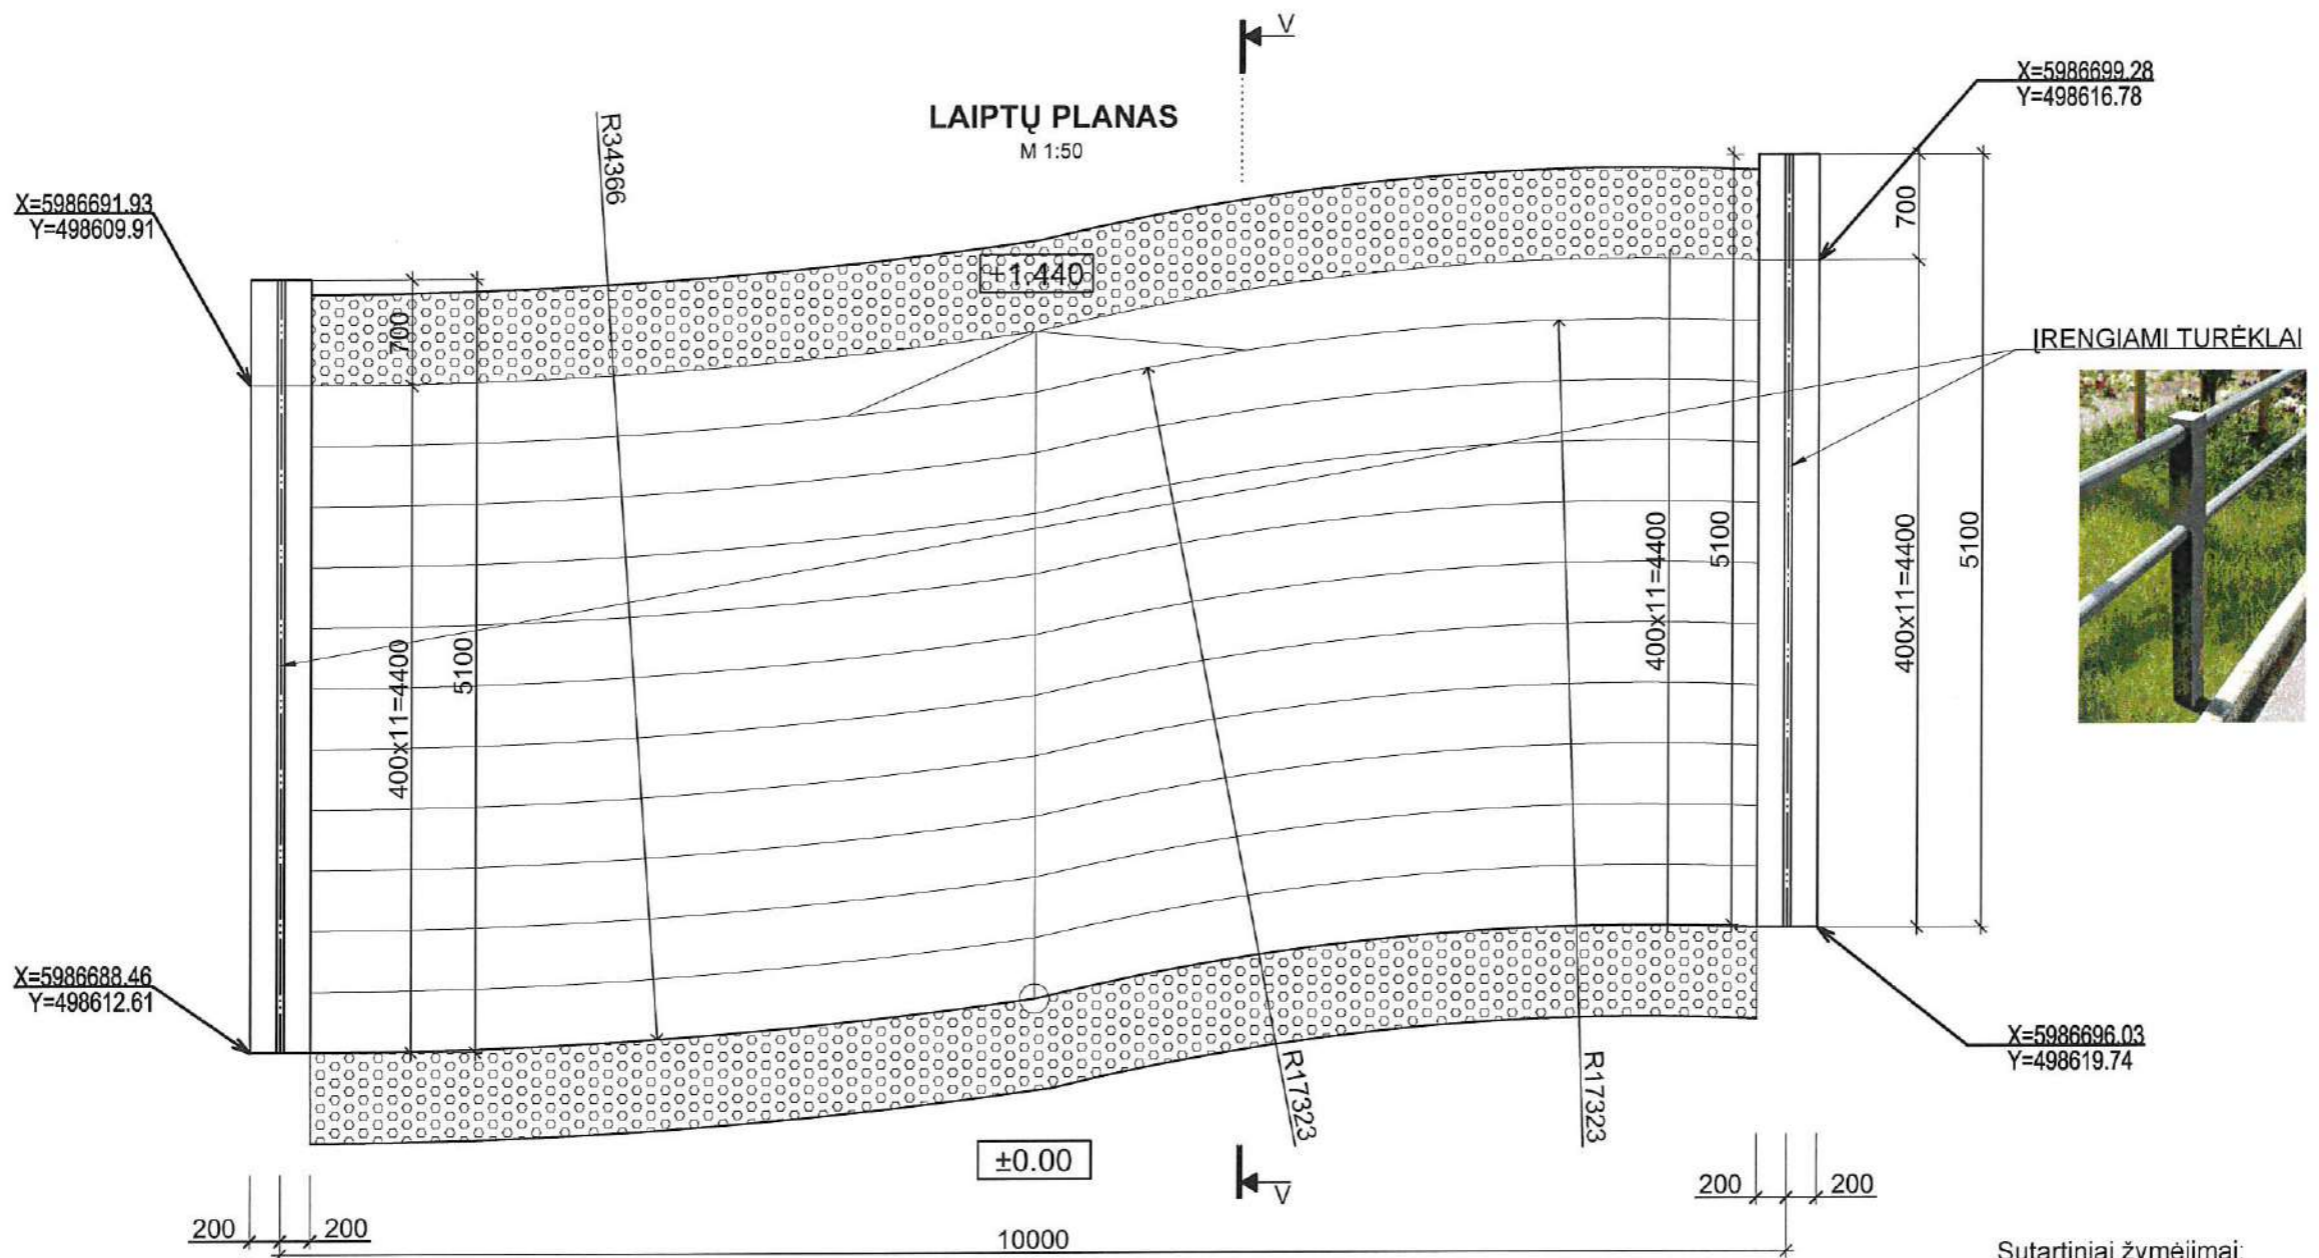 V
LAIPTŲ PLANAS
M 1:50
X=5986699.28
Y=498616.78
R34366
X=5986691.93
Y=498609.91
700
+1.440
700
ĮRENGIAMI TURĖKLAI
400x11=4400
5100
400x11=4400
5100
400x11=4400
5100
X=5986688.46
Y=498612.61
X=5986696.03
Y=498619.74
R17323
R17323
±0.00
V
200
200
200
200
10000
Sutartiniai žymėjimai: